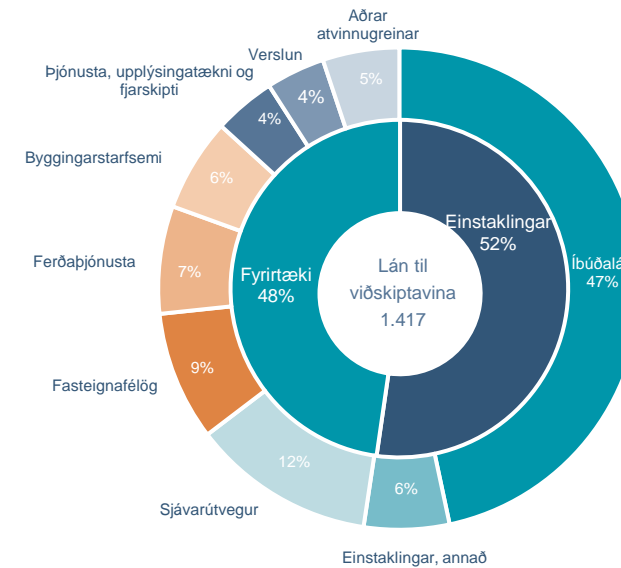 Aðrar
atvinnugreinar
Verslun
Þjónusta, upplýsingatækni og
fjarskipti
Byggingarstarfsemi
Ferðaþjónusta
Fasteignafélög
Sjávarútvegur
Einstaklingar, annað
5%
4%
4%
6%
7%
9%
12%
6%
Einstaklingar
52%
Fyrirtæki
48%
Lán til
viðskiptavina
1.417
47%